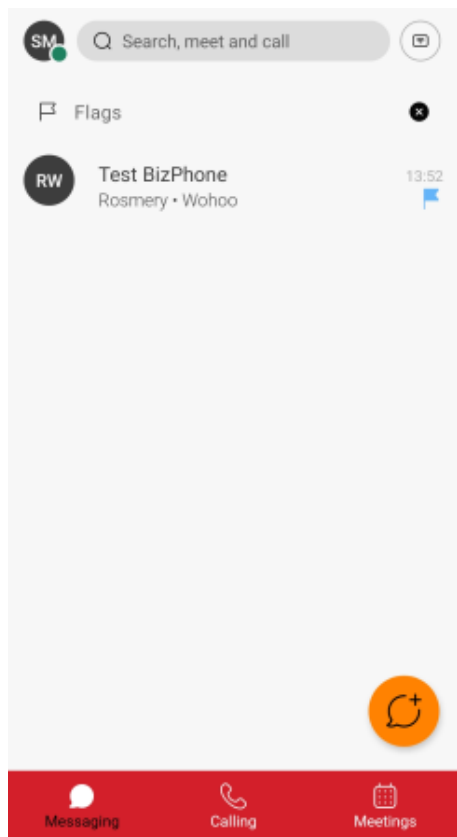 SM
Search, meet and call
Flags
RW
Test BizPhone
13:52
Rosmery • Wohoo
Messaging
Calling
Meetings